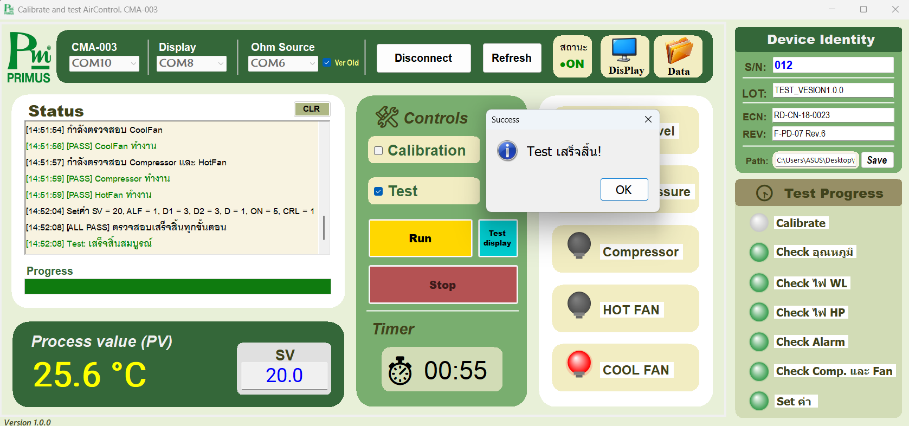 Calibrate and test AirControl. CMA-003
Pm
PRIMUS
CMA-003
COM10
Display
COM8
Ohm Source
COM6
Ver Old
Disconnect
Refresh
สถานะ
●ON
DisPlay
Data
Device Identity
S/N: 012
LOT: TEST_VESION1.0.0
ECN: RD-CN-18-0023
REV: F-PD-07 Rev.6
Path: C:\Users\ASUS\Desktop\
Save
Status
CLR
[14:51:54] กำลังตรวจสอบ CoolFan
[14:51:56] [PASS] CoolFan ทำงาน
[14:51:57] กำลังตรวจสอบ Compressor และ HotFan
[14:51:59] [PASS] Compressor ทำงาน
[14:51:59] [PASS] HotFan ทำงาน
[14:52:04] Setค่า SV - 20, ALF - 1, D1 - 3, D2 - 3, D - 1, ON - 5, CRL - 1
[14:52:08] [ALL PASS] ตรวจสอบเสร็จสิ้นทุกขั้นตอน
[14:52:08] Test: เสร็จสิ้นสมบูรณ์
Progress
Process value (PV)
25.6 °C
SV
20.0
Controls
Calibration
Test
Run
Test
display
Stop
Timer
00:55
Success
Test เสร็จสิ้น!
OK
vel
ssure
Compressor
HOT FAN
COOL FAN
Test Progress
Calibrate
Check อุณหภูมิ
Check ไฟ WL
Check ไฟ HP
Check Alarm
Check Comp. และ Fan
Set ค่า
Version 1.0.0